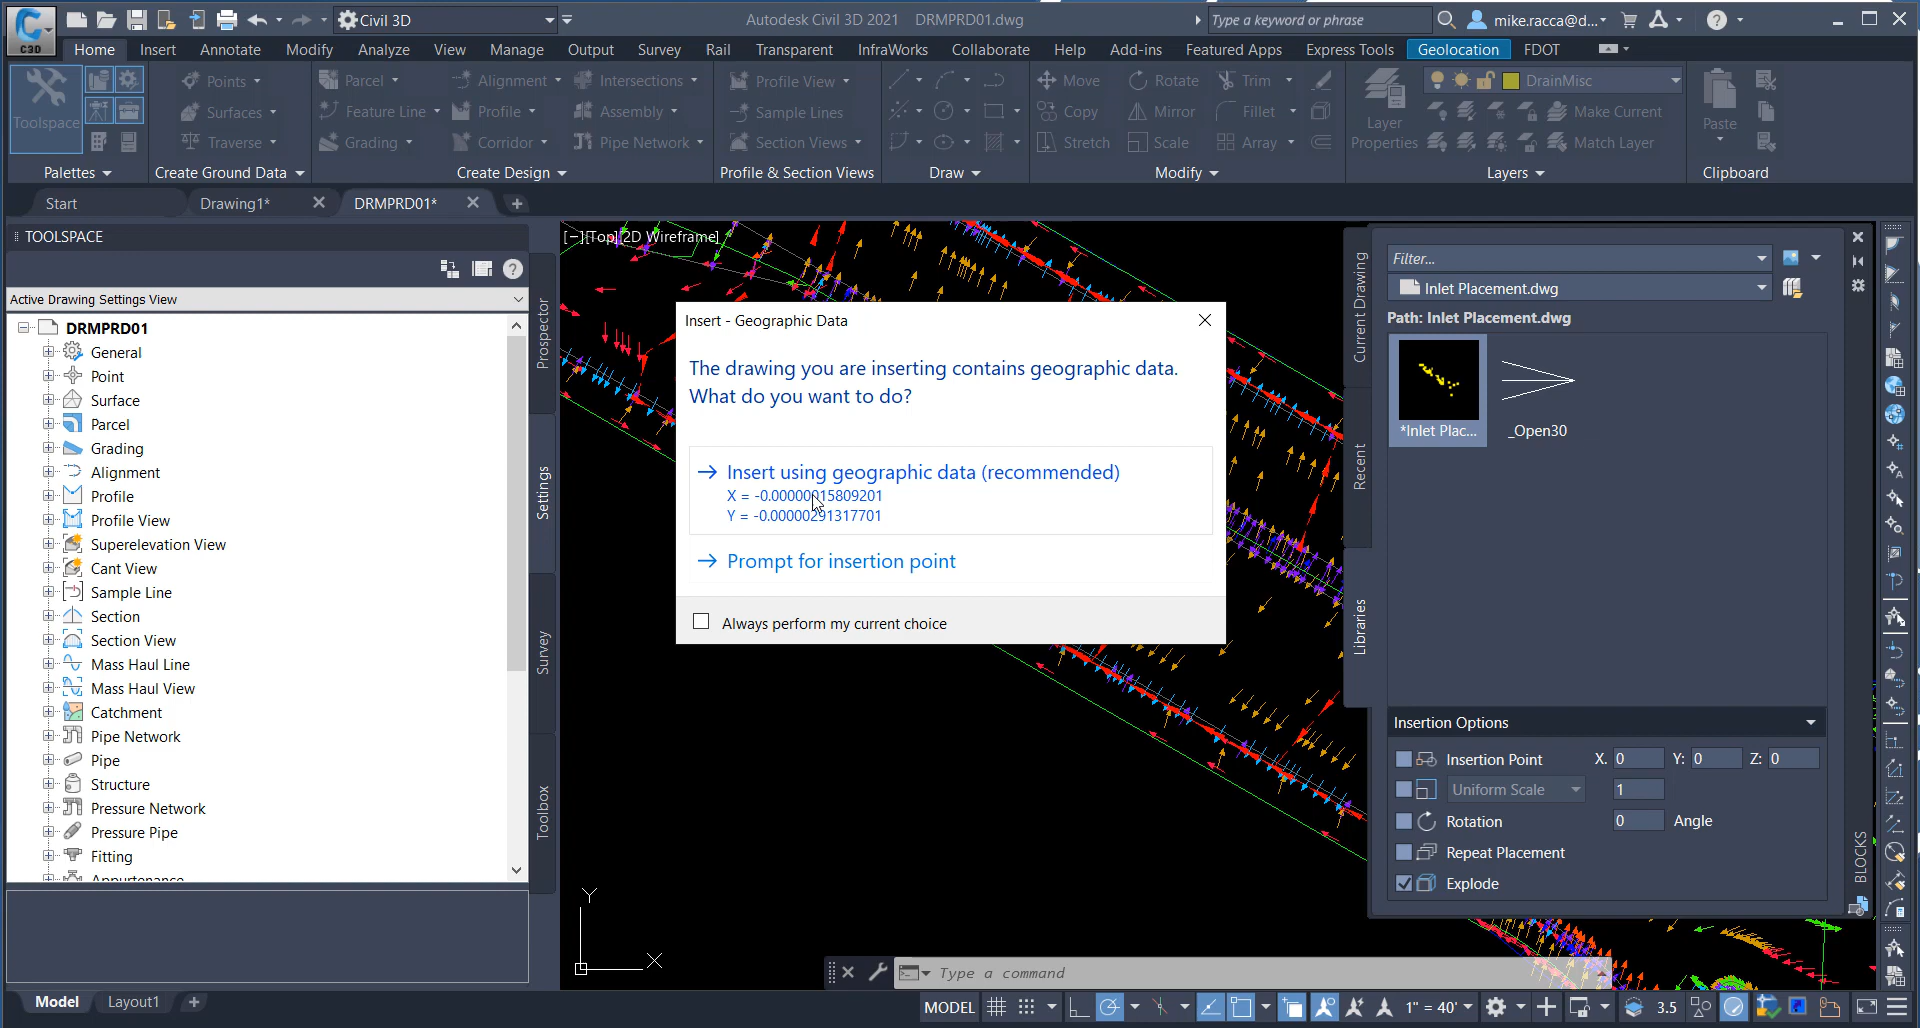 C3D
Civil 3D
Autodesk Civil 3D 2021 DRMPRD01.dwg
Type a keyword or phrase
mike.racca@d...
Home Insert Annotate Modify Analyze View Manage Output Survey Rail Transparent InfraWorks Collaborate Help Add-ins Featured Apps Express Tools Geolocation FDOT
Toolspace
Points
Surfaces
Traverse
Parcel
Feature Line
Grading
Alignment
Profile
Corridor
Intersections
Assembly
Pipe Network
Profile View
Sample Lines
Section Views
Move
Copy
Stretch
Rotate
Mirror
Scale
Trim
Fillet
Array
Layer
Properties
DrainMisc
Make Current
Match Layer
Paste
Palettes
Create Ground Data
Create Design
Profile & Section Views
Draw
Modify
Layers
Clipboard
Start
Drawing1*
DRMPRD01*
TOOLSPACE
Active Drawing Settings View
DRMPRD01
General
Point
Surface
Parcel
Grading
Alignment
Profile
Profile View
Superelevation View
Cant View
Sample Line
Section
Section View
Mass Haul Line
Mass Haul View
Catchment
Pipe Network
Pipe
Structure
Pressure Network
Pressure Pipe
Fitting
Appurtenance
Prospector
Settings
Survey
Toolbox
[−][Top][2D Wireframe]
Insert - Geographic Data
The drawing you are inserting contains geographic data.
What do you want to do?
Insert using geographic data (recommended)
X = -0.00000015809201
Y = -0.00000291317701
Prompt for insertion point
Always perform my current choice
Current Drawing
Recent
Libraries
Filter...
Inlet Placement.dwg
Path: Inlet Placement.dwg
*Inlet Plac...
_Open30
Insertion Options
Insertion Point X. 0 Y: 0 Z: 0
Uniform Scale 1
Rotation 0 Angle
Repeat Placement
Explode
BLOCKS
Y
X
Type a command
Model
Layout1
MODEL
1" = 40'
3.5